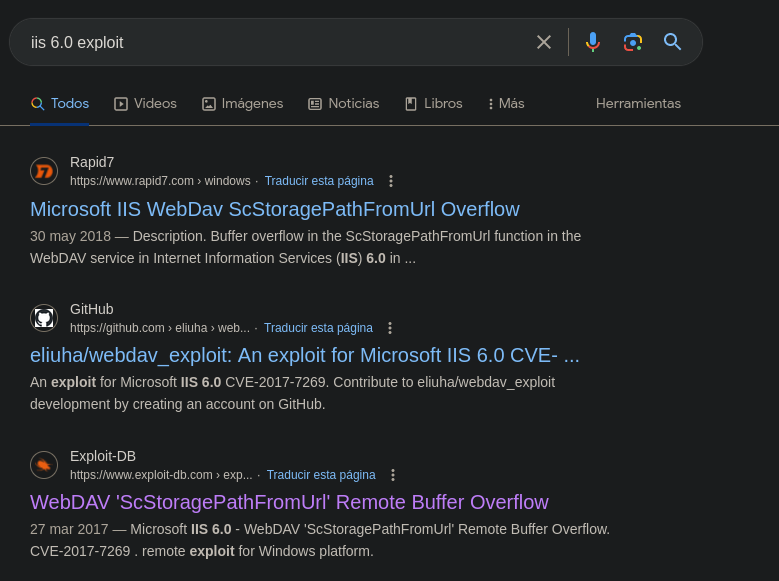 iis 6.0 exploit
Todos Videos Imágenes Noticias Libros Más Herramientas
Rapid7
https://www.rapid7.com › windows · Traducir esta página
Microsoft IIS WebDav ScStoragePathFromUrl Overflow
30 may 2018 — Description. Buffer overflow in the ScStoragePathFromUrl function in the
WebDAV service in Internet Information Services (IIS) 6.0 in ...
GitHub
https://github.com › eliuha › web... · Traducir esta página
eliuha/webdav_exploit: An exploit for Microsoft IIS 6.0 CVE- ...
An exploit for Microsoft IIS 6.0 CVE-2017-7269. Contribute to eliuha/webdav_exploit
development by creating an account on GitHub.
Exploit-DB
https://www.exploit-db.com › exp... · Traducir esta página
WebDAV 'ScStoragePathFromUrl' Remote Buffer Overflow
27 mar 2017 — Microsoft IIS 6.0 - WebDAV 'ScStoragePathFromUrl' Remote Buffer Overflow.
CVE-2017-7269 . remote exploit for Windows platform.